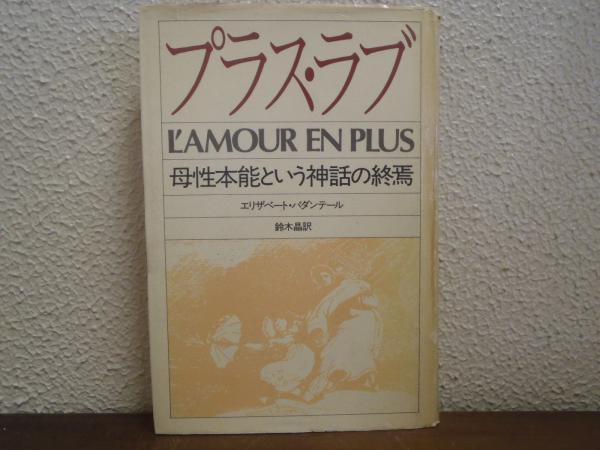 プラス・ラブ
L'AMOUR EN PLUS
母性本能という神話の終焉
エリザベート・バダンテール
鈴木晶訳